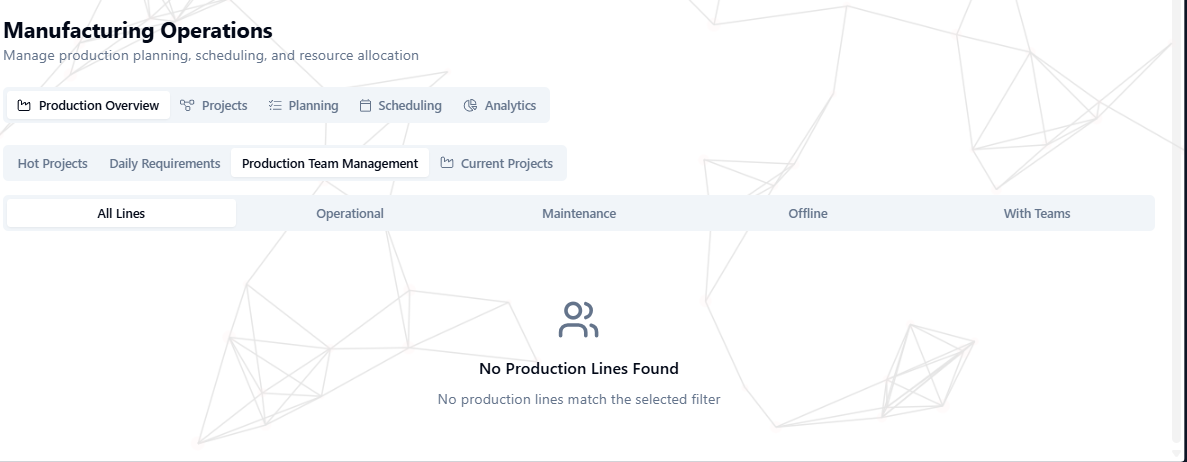 Manufacturing Operations
Manage production planning, scheduling, and resource allocation
Production Overview Projects Planning Scheduling Analytics
Hot Projects Daily Requirements Production Team Management Current Projects
All Lines Operational Maintenance Offline With Teams
No Production Lines Found
No production lines match the selected filter